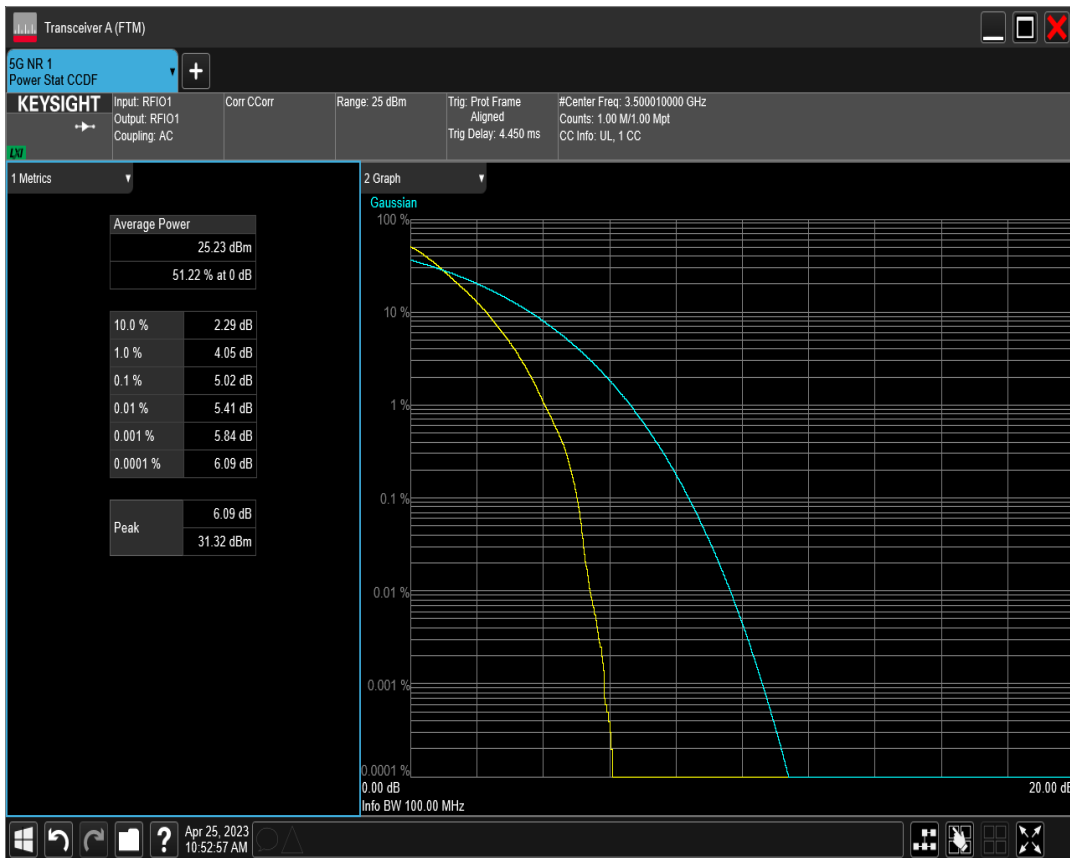 Transceiver A (FTM)
5G NR 1
Power Stat CCDF
+
KEYSIGHT
LXI
Input: RFIO1
Output: RFIO1
Coupling: AC
Corr CCorr
Range: 25 dBm
Trig: Prot Frame
Aligned
Trig Delay: 4.450 ms
#Center Freq: 3.500010000 GHz
Counts: 1.00 M/1.00 Mpt
CC Info: UL, 1 CC
1 Metrics
Average Power
25.23 dBm
51.22 % at 0 dB
10.0 % 2.29 dB
1.0 % 4.05 dB
0.1 % 5.02 dB
0.01 % 5.41 dB
0.001 % 5.84 dB
0.0001 % 6.09 dB
Peak
6.09 dB
31.32 dBm
2 Graph
Gaussian
100 %
10 %
1 %
0.1 %
0.01 %
0.001 %
0.0001 %
0.00 dB 20.00 dB
Info BW 100.00 MHz
?
Apr 25, 2023
10:52:57 AM